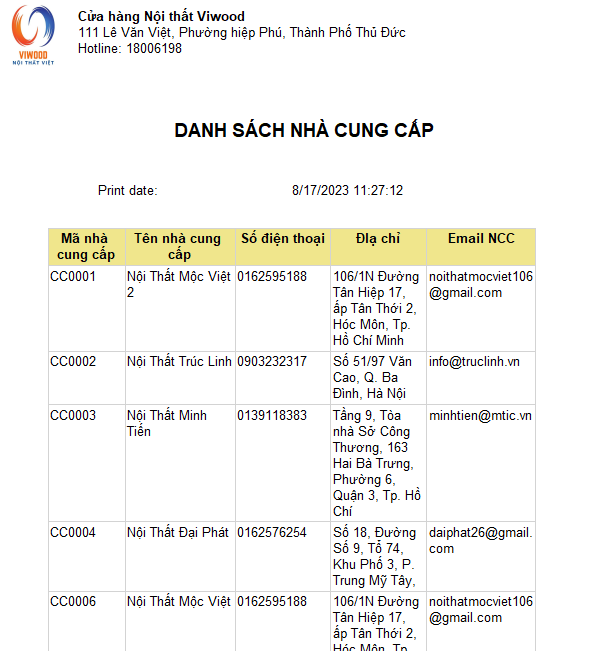 VIWOOD
NỘI THẤT VIỆT
Cửa hàng Nội thất Viwood
111 Lê Văn Việt, Phường hiệp Phú, Thành Phố Thủ Đức
Hotline: 18006198
DANH SÁCH NHÀ CUNG CẤP
Print date: 8/17/2023 11:27:12
Mã nhà cung cấp Tên nhà cung cấp Số điện thoại Địạ chỉ Email NCC
CC0001 Nội Thất Mộc Việt 0162595188 106/1N Đường noithatmocviet106
2 Tân Hiệp 17, @gmail.com
ấp Tân Thới 2,
Hóc Môn, Tp.
Hồ Chí Minh
CC0002 Nội Thất Trúc Linh 0903232317 Số 51/97 Văn info@truclinh.vn
Cao, Q. Ba
Đình, Hà Nội
CC0003 Nội Thất Minh 0139118383 Tầng 9, Tòa minhtien@mtic.vn
Tiến nhà Sở Công
Thương, 163
Hai Bà Trưng,
Phường 6,
Quận 3, Tp. Hồ
Chí
CC0004 Nội Thất Đại Phát 0162576254 Số 18, Đường daiphat26@gmail.
Số 9, Tổ 74, com
Khu Phố 3, P.
Trung Mỹ Tây,
CC0006 Nội Thất Mộc Việt 0162595188 106/1N Đường noithatmocviet106
Tân Hiệp 17, @gmail.com
ấp Tân Thới 2,
Hóc Môn, Tp.